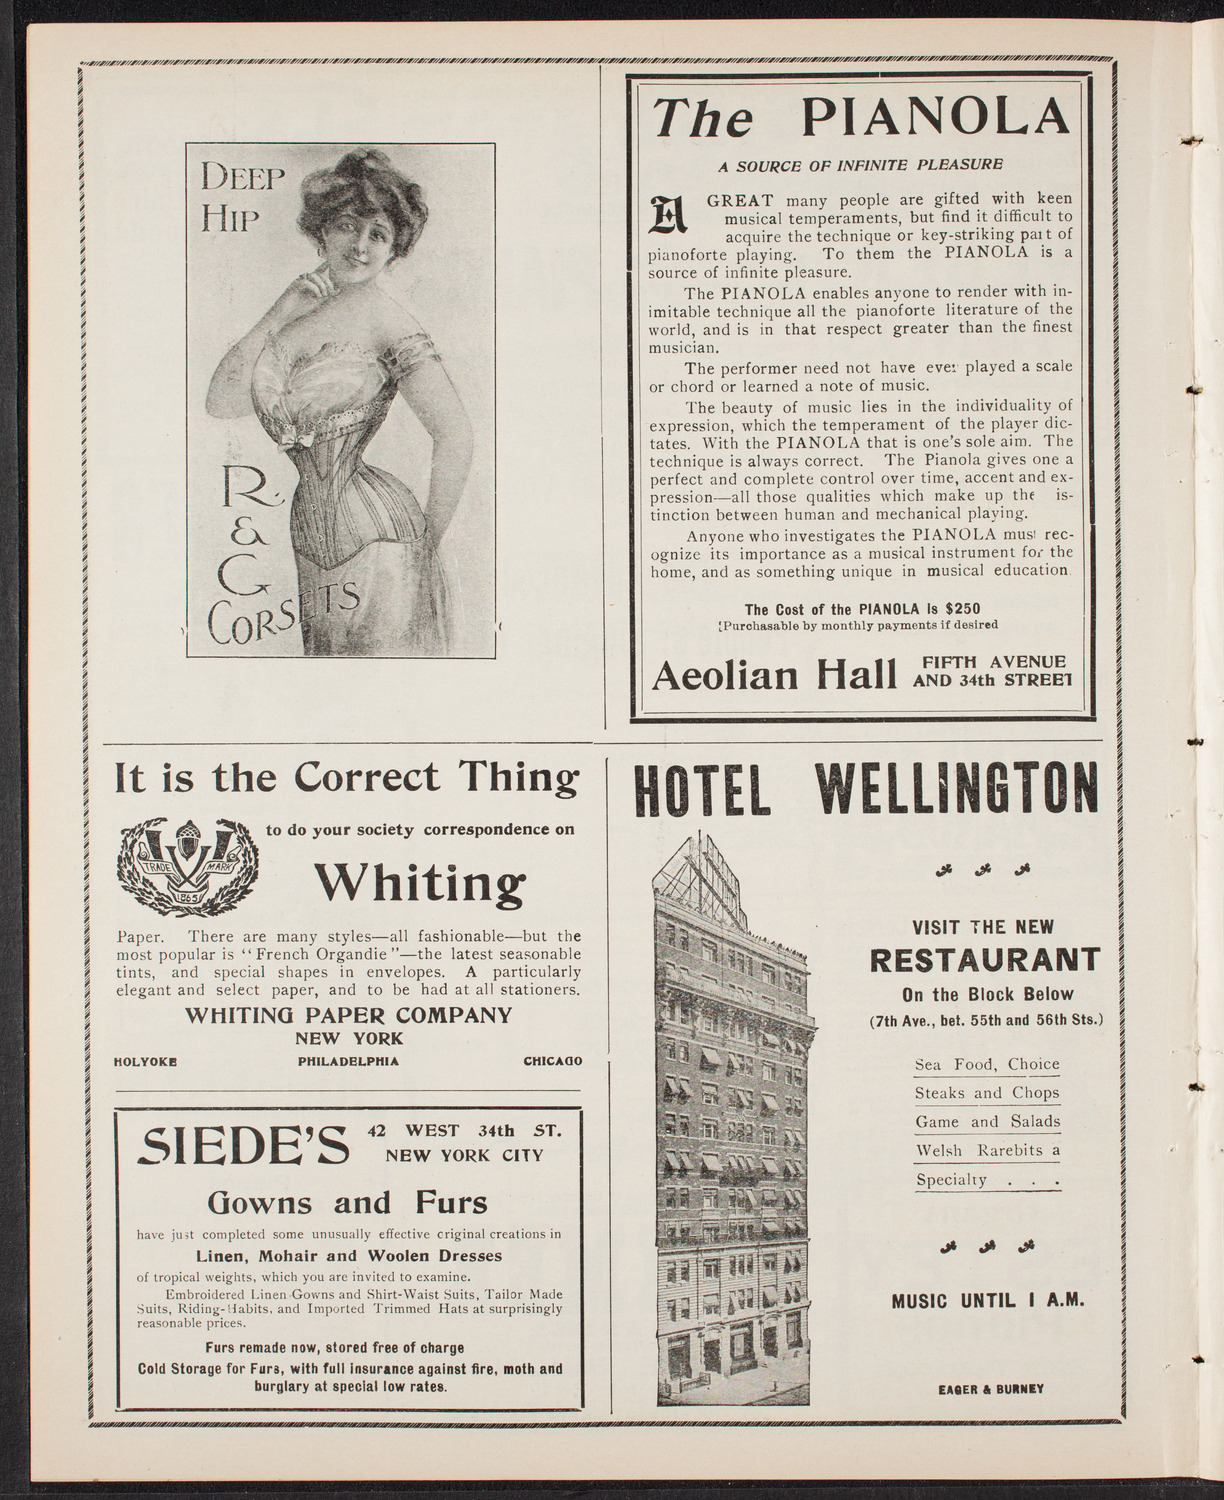 DEEP
HIP
R
&
G
CORSETS
The PIANOLA
A SOURCE OF INFINITE PLEASURE
A GREAT many people are gifted with keen
musical temperaments, but find it difficult to
acquire the technique or key-striking part of
pianoforte playing. To them the PIANOLA is a
source of infinite pleasure.
The PIANOLA enables anyone to render with in-
imitable technique all the pianoforte literature of the
world, and is in that respect greater than the finest
musician.
The performer need not have ever played a scale
or chord or learned a note of music.
The beauty of music lies in the individuality of
expression, which the temperament of the player dic-
tates. With the PIANOLA that is one's sole aim. The
technique is always correct. The Pianola gives one a
perfect and complete control over time, accent and ex-
pression—all those qualities which make up the is-
tinction between human and mechanical playing.
Anyone who investigates the PIANOLA must rec-
ognize its importance as a musical instrument for the
home, and as something unique in musical education
The Cost of the PIANOLA is $250
Purchasable by monthly payments if desired
Aeolian Hall FIFTH AVENUE
AND 34th STREET
It is the Correct Thing
to do your society correspondence on
TRADE MARK
1865
Whiting
Paper. There are many styles—all fashionable—but the
most popular is "French Organdie"—the latest seasonable
tints, and special shapes in envelopes. A particularly
elegant and select paper, and to be had at all stationers.
WHITING PAPER COMPANY
NEW YORK
HOLYOKE PHILADELPHIA CHICAGO
SIEDE'S 42 WEST 34th ST.
NEW YORK CITY
Gowns and Furs
have just completed some unusually effective original creations in
Linen, Mohair and Woolen Dresses
of tropical weights, which you are invited to examine.
Embroidered Linen Gowns and Shirt-Waist Suits, Tailor Made
Suits, Riding-Habits, and Imported Trimmed Hats at surprisingly
reasonable prices.
Furs remade now, stored free of charge
Cold Storage for Furs, with full insurance against fire, moth and
burglary at special low rates.
HOTEL WELLINGTON
VISIT THE NEW
RESTAURANT
On the Block Below
(7th Ave., bet. 55th and 56th Sts.)
Sea Food, Choice
Steaks and Chops
Game and Salads
Welsh Rarebits a
Specialty . . .
MUSIC UNTIL 1 A.M.
EAGER & BURNEY